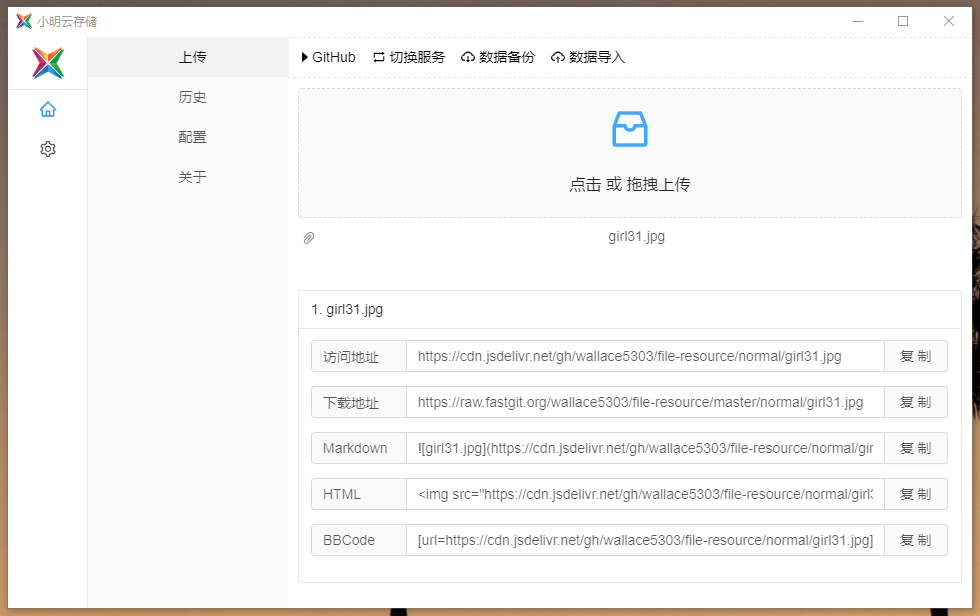 小明云存储
上传
历史
配置
关于
GitHub 切换服务 数据备份 数据导入
点击 或 拖拽上传
girl31.jpg
1. girl31.jpg
访问地址 https://cdn.jsdelivr.net/gh/wallace5303/file-resource/normal/girl31.jpg 复 制
下载地址 https://raw.fastgit.org/wallace5303/file-resource/master/normal/girl31.jpg 复 制
Markdown ![girl31.jpg](https://cdn.jsdelivr.net/gh/wallace5303/file-resource/normal/gir 复 制
HTML <img src="https://cdn.jsdelivr.net/gh/wallace5303/file-resource/normal/girl3 复 制
BBCode [url=https://cdn.jsdelivr.net/gh/wallace5303/file-resource/normal/girl31.jpg] 复 制